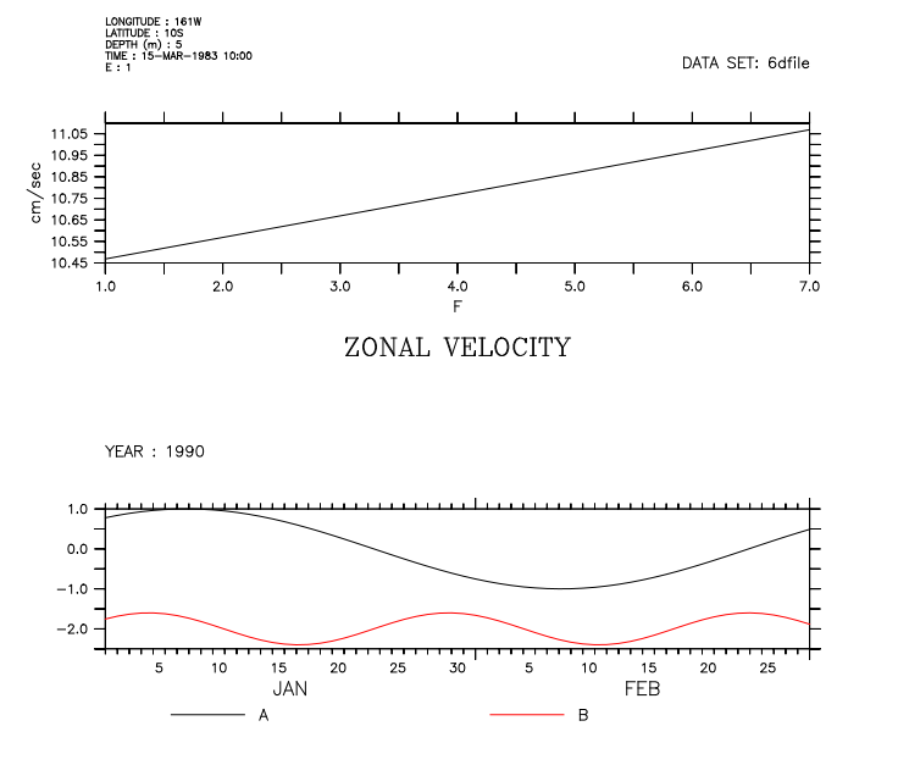 LONGITUDE : 161W
LATITUDE : 10S
DEPTH (m) : 5
TIME : 15-MAR-1983 10:00
E : 1
DATA SET: 6dfile
11.05
10.95
10.85
10.75
10.65
10.55
10.45
cm/sec
1.0 2.0 3.0 4.0 5.0 6.0 7.0
F
ZONAL VELOCITY
YEAR : 1990
1.0
0.0
-1.0
-2.0
5 10 15 20 25 30 5 10 15 20 25
JAN FEB
A B